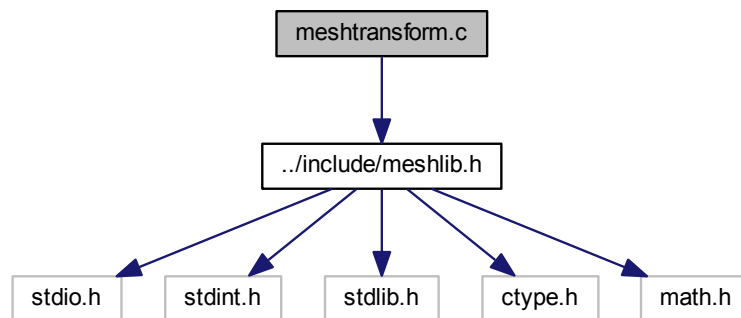 meshtransform.c
../include/meshlib.h
stdio.h
stdint.h
stdlib.h
ctype.h
math.h